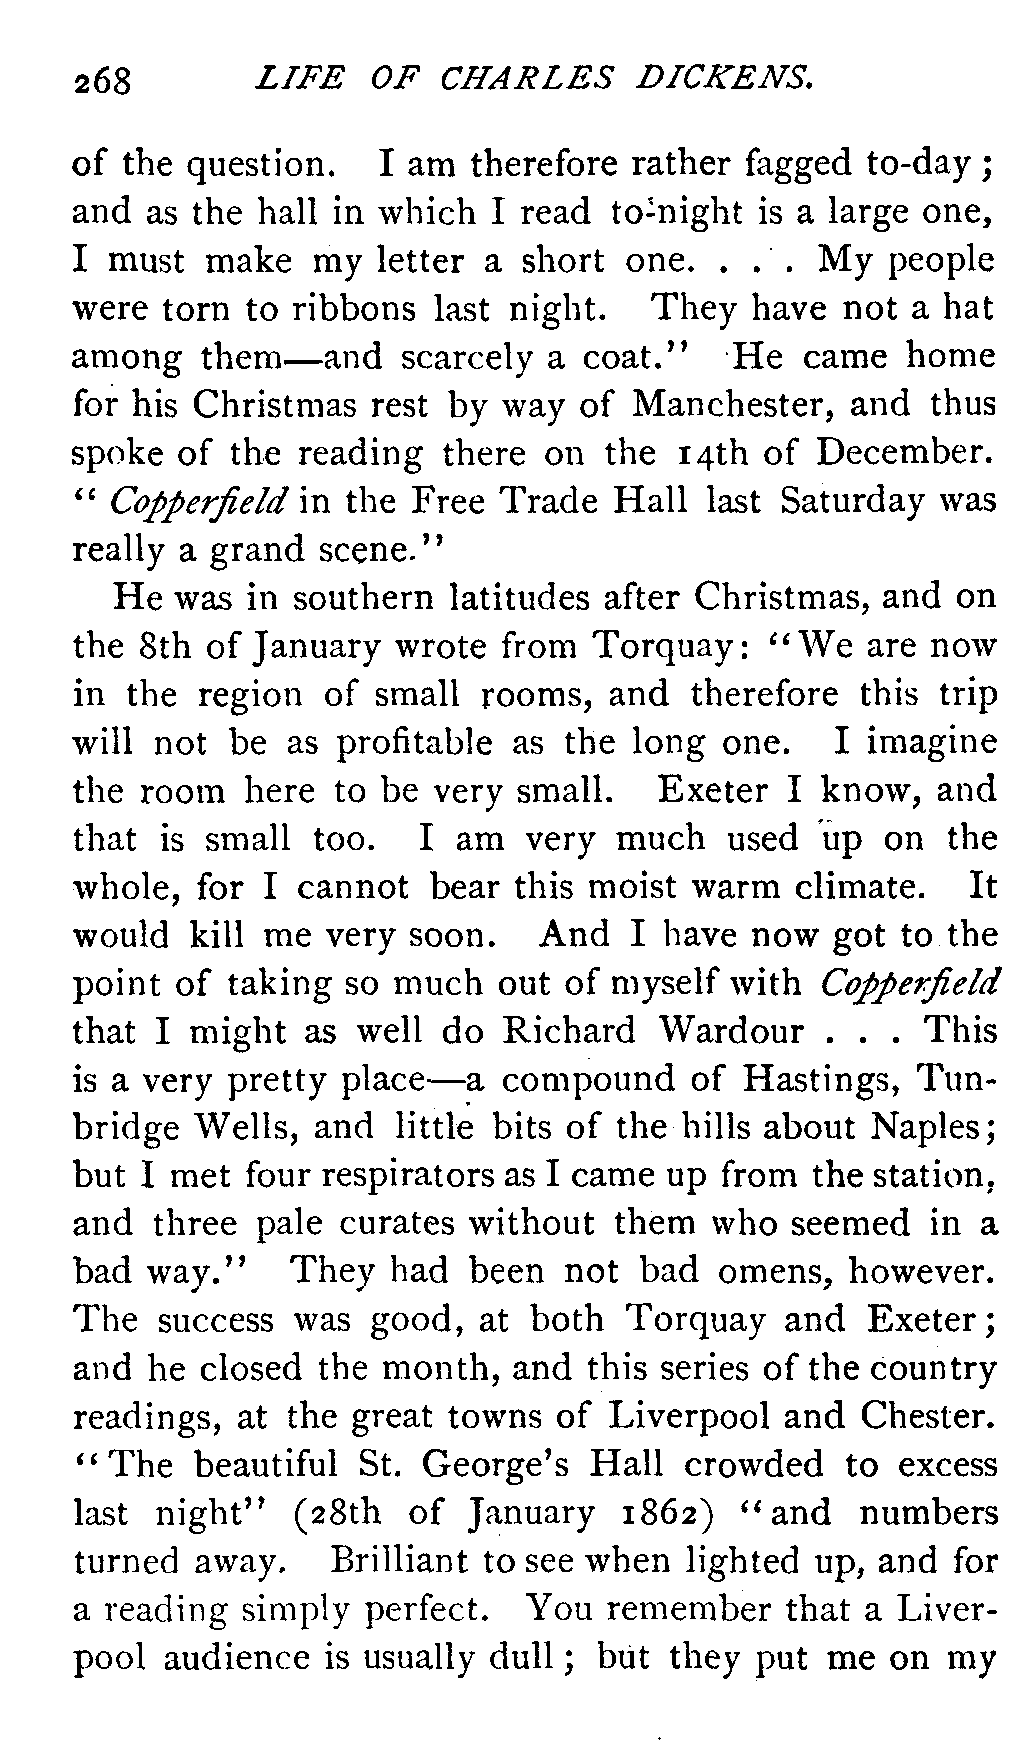 268 LIFE OF CHARLES DICKENS.
of the question. I am therefore rather fagged to-day ;
and as the hall in which I read to-night is a large one,
I must make my letter a short one. . . . My people
were torn to ribbons last night. They have not a hat
among them—and scarcely a coat.” He came home
for his Christmas rest by way of Manchester, and thus
spoke of the reading there on the 14th of December.
“ Copperfield in the Free Trade Hall last Saturday was
really a grand scene.”
He was in southern latitudes after Christmas, and on
the 8th of January wrote from Torquay: “We are now
in the region of small rooms, and therefore this trip
will not be as profitable as the long one. I imagine
the room here to be very small. Exeter I know, and
that is small too. I am very much used up on the
whole, for I cannot bear this moist warm climate. It
would kill me very soon. And I have now got to the
point of taking so much out of myself with Copperfield
that I might as well do Richard Wardour . . . This
is a very pretty place—a compound of Hastings, Tun-
bridge Wells, and little bits of the hills about Naples;
but I met four respirators as I came up from the station,
and three pale curates without them who seemed in a
bad way.” They had been not bad omens, however.
The success was good, at both Torquay and Exeter;
and he closed the month, and this series of the country
readings, at the great towns of Liverpool and Chester.
“The beautiful St. George’s Hall crowded to excess
last night” (28th of January 1862) “and numbers
turned away. Brilliant to see when lighted up, and for
a reading simply perfect. You remember that a Liver-
pool audience is usually dull ; but they put me on my